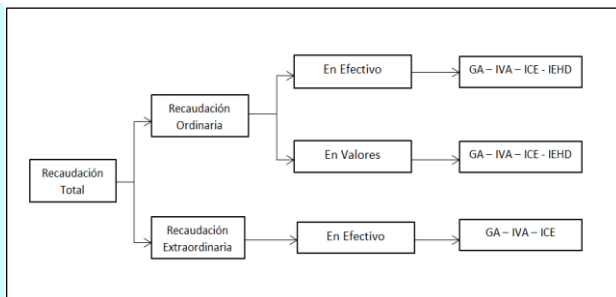 En Efectivo
GA – IVA – ICE - IEHD
Recaudación
Ordinaria
En Valores
GA – IVA – ICE - IEHD
Recaudación
Total
Recaudación
Extraordinaria
En Efectivo
GA – IVA – ICE